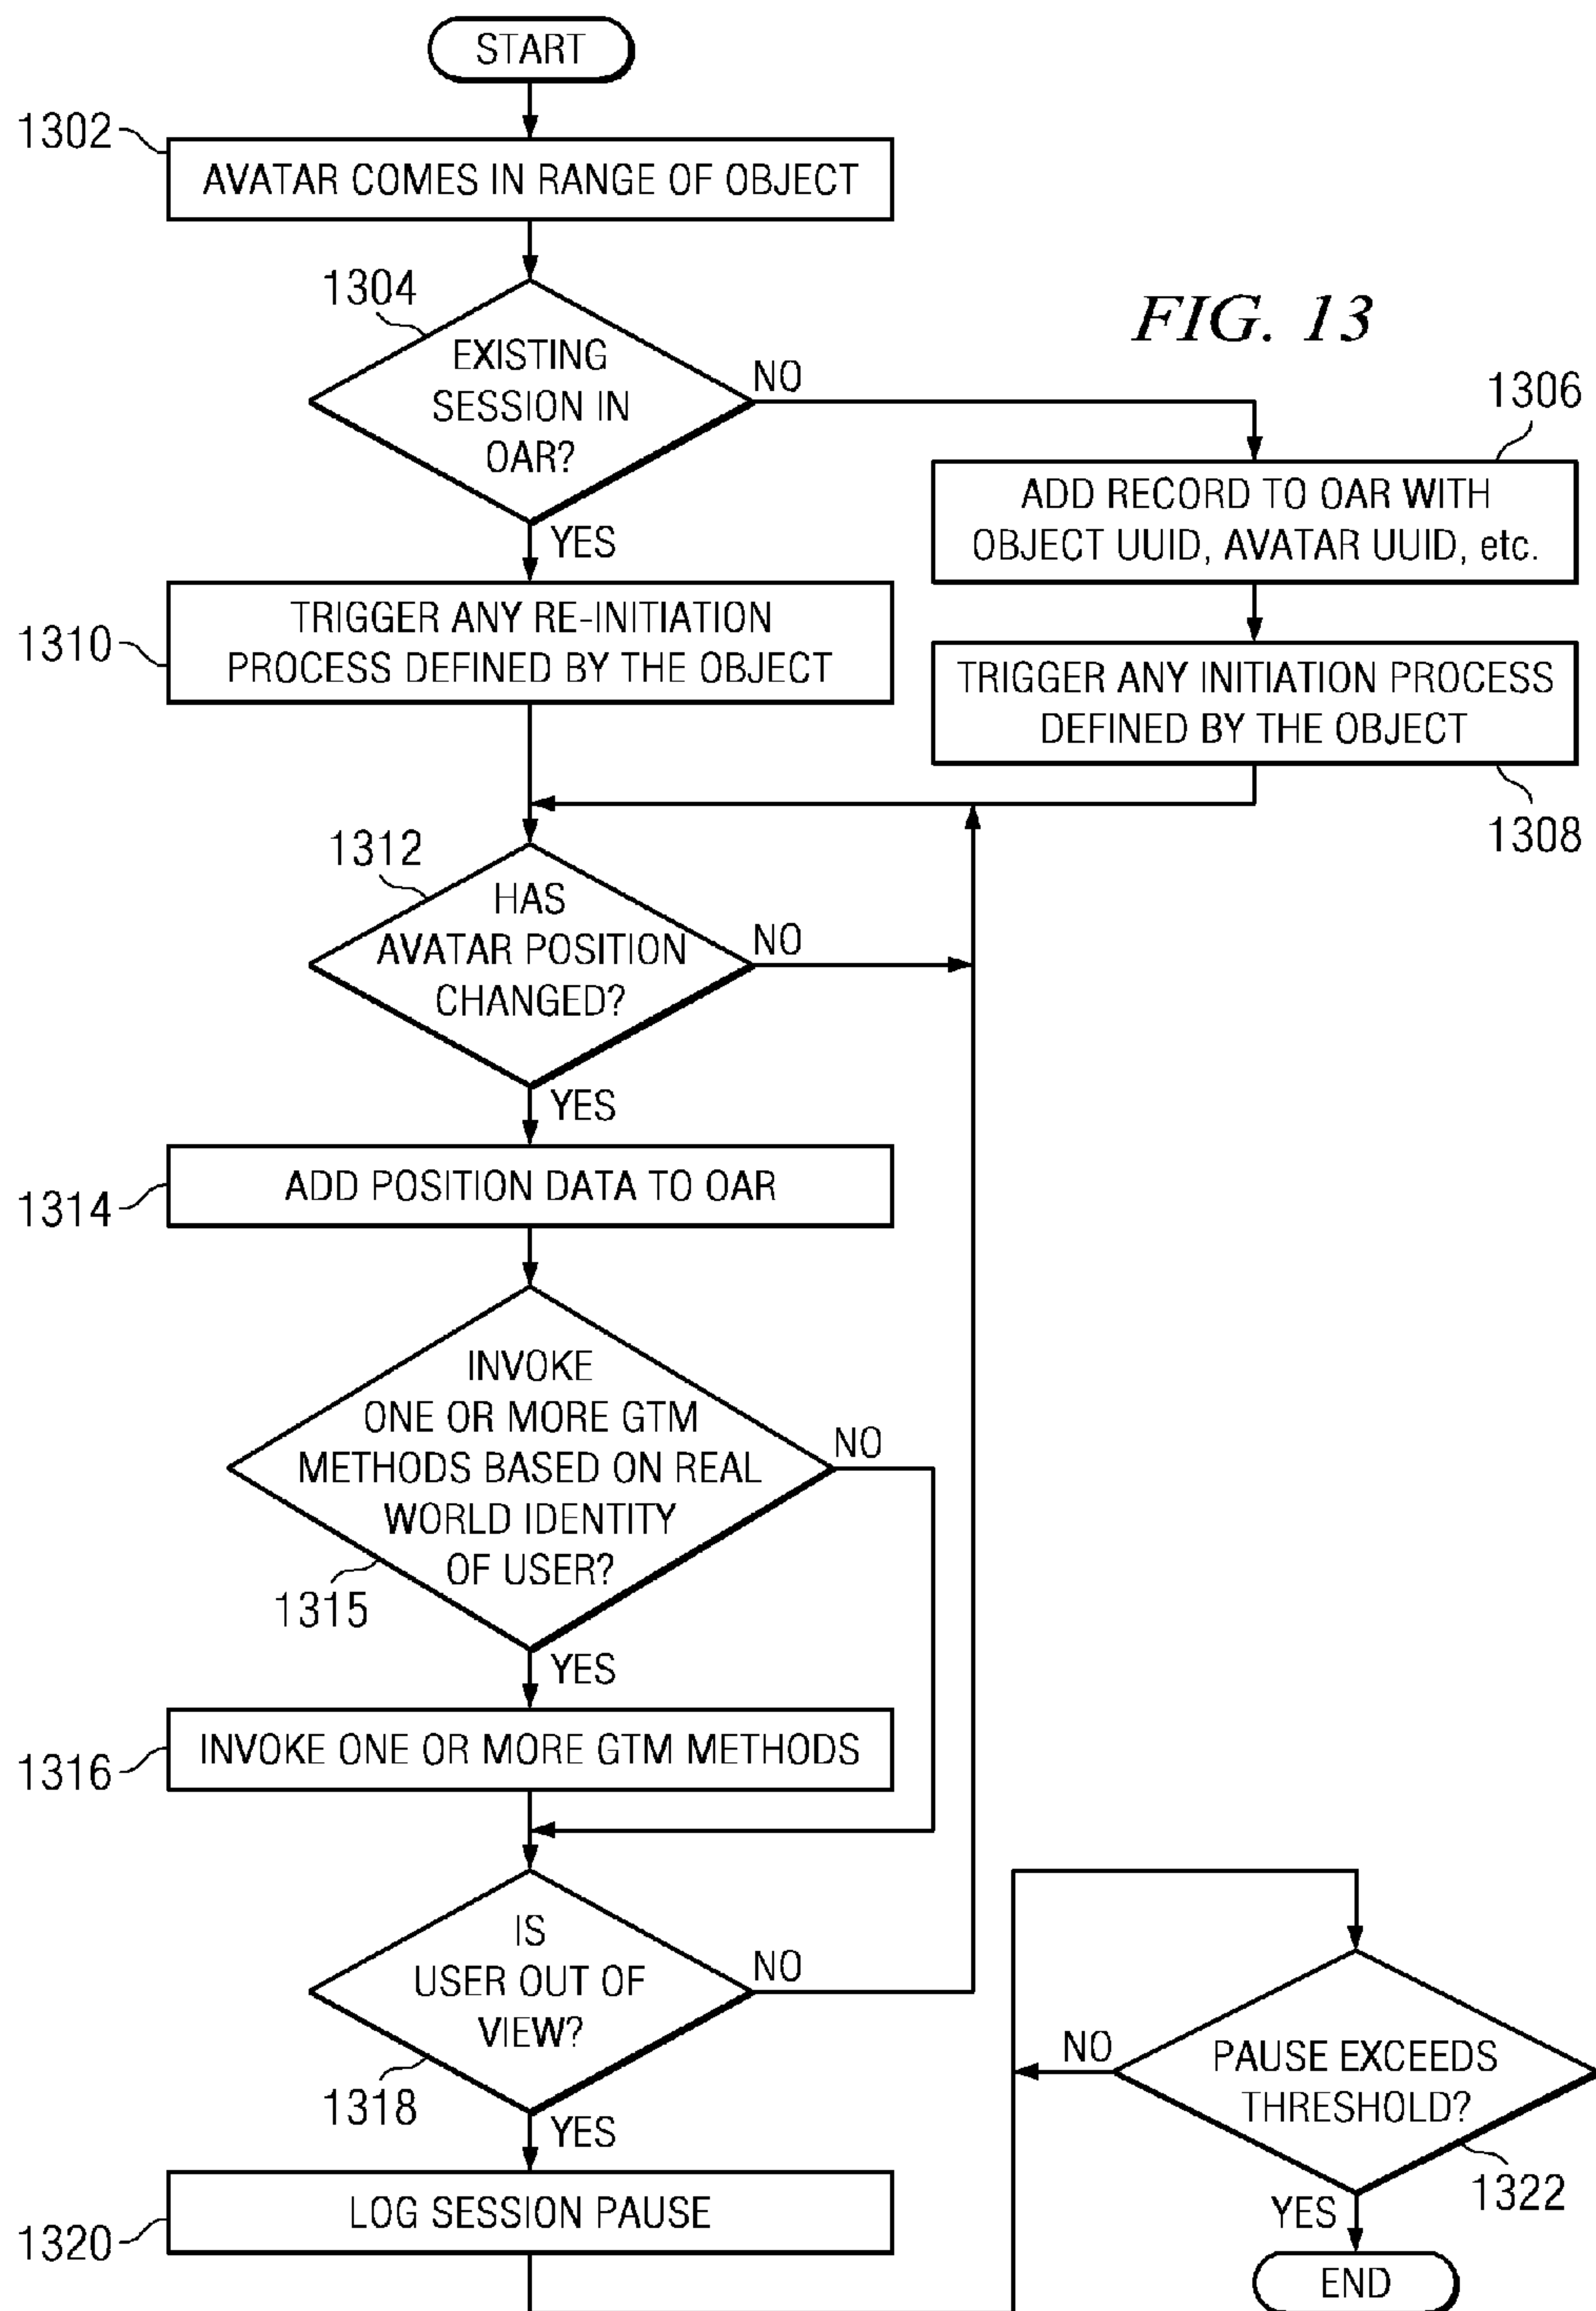 START
1302
AVATAR COMES IN RANGE OF OBJECT
1304
EXISTING
SESSION IN
OAR?
NO
YES
FIG. 13
1306
ADD RECORD TO OAR WITH
OBJECT UUID, AVATAR UUID, etc.
1310
TRIGGER ANY RE-INITIATION
PROCESS DEFINED BY THE OBJECT
TRIGGER ANY INITIATION PROCESS
DEFINED BY THE OBJECT
1308
1312
HAS
AVATAR POSITION
CHANGED?
NO
YES
1314
ADD POSITION DATA TO OAR
INVOKE
ONE OR MORE GTM
METHODS BASED ON REAL
WORLD IDENTITY
OF USER?
NO
1315
YES
1316
INVOKE ONE OR MORE GTM METHODS
IS
USER OUT OF
VIEW?
NO
1318
YES
1320
LOG SESSION PAUSE
NO
PAUSE EXCEEDS
THRESHOLD?
1322
YES
END